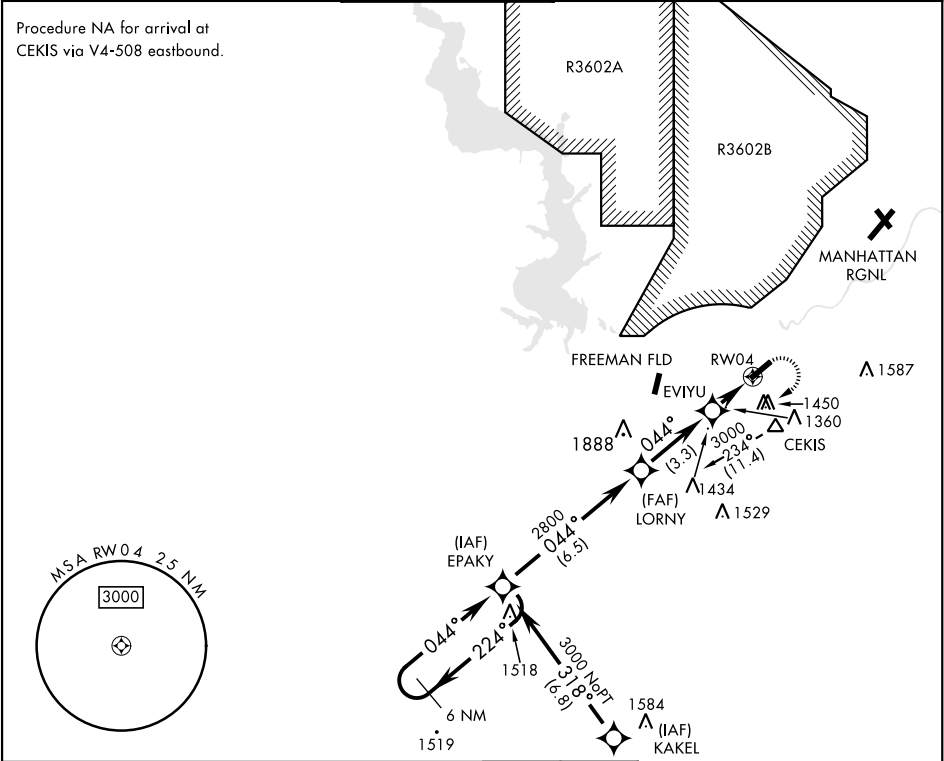 Procedure NA for arrival at
CEKIS via V4-508 eastbound.
R3602A
R3602B
MANHATTAN
RGNL
FREEMAN FLD
RW04
EVIYU
1587
1450
1360
CEKIS
1888
044°
(3.3)
3000
234°
(11.4)
1434
(FAF)
LORNY
1529
2800
044°
(6.5)
(IAF)
EPAKY
MSA RW04 25 NM
3000
044°
224°
1518
3000 NoPT
318°
(6.8)
6 NM
1519
1584
(IAF)
KAKEL